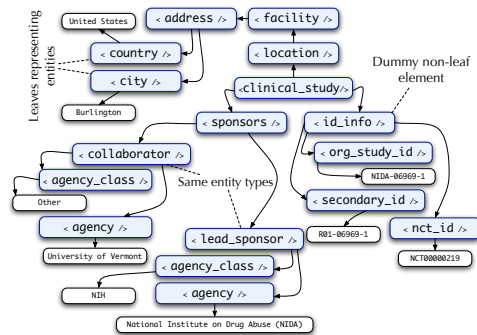 United States
< address />
< facility />
< country />
< location />
Leaves representing
entities
< city />
< clinical_study/>
Dummy non-leaf
element
Burlington
< sponsors />
< id_info />
< collaborator />
< org_study_id />
< agency_class />
Same entity types
NIDA-06969-1
Other
< secondary_id />
< agency />
< lead_sponsor />
R01-06969-1
< nct_id />
University of Vermont
< agency_class />
NCT00000219
NIH
< agency />
National Institute on Drug Abuse (NIDA)